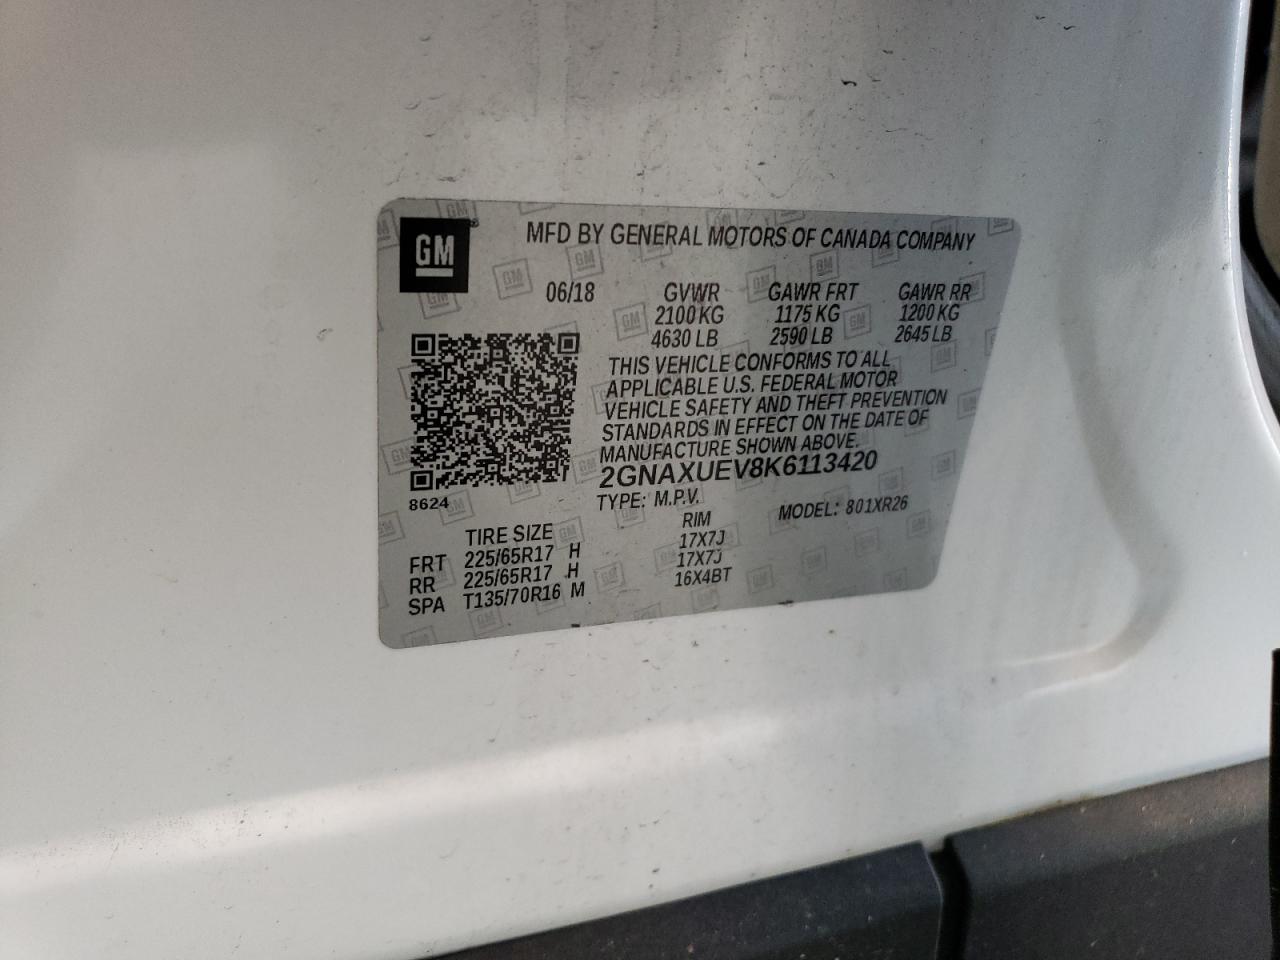 GM
MFD BY GENERAL MOTORS OF CANADA COMPANY
06/18 GVWR GAWR FRT GAWR RR
2100 KG 1175 KG 1200 KG
4630 LB 2590 LB 2645 LB
THIS VEHICLE CONFORMS TO ALL
APPLICABLE U.S. FEDERAL MOTOR
VEHICLE SAFETY AND THEFT PREVENTION
STANDARDS IN EFFECT ON THE DATE OF
MANUFACTURE SHOWN ABOVE.
2GNAXUEV8K6113420
8624 TYPE: M.P.V. MODEL: 801XR26
TIRE SIZE RIM
FRT 225/65R17 H 17X7J
RR 225/65R17 H 17X7J
SPA T135/70R16 M 16X4BT